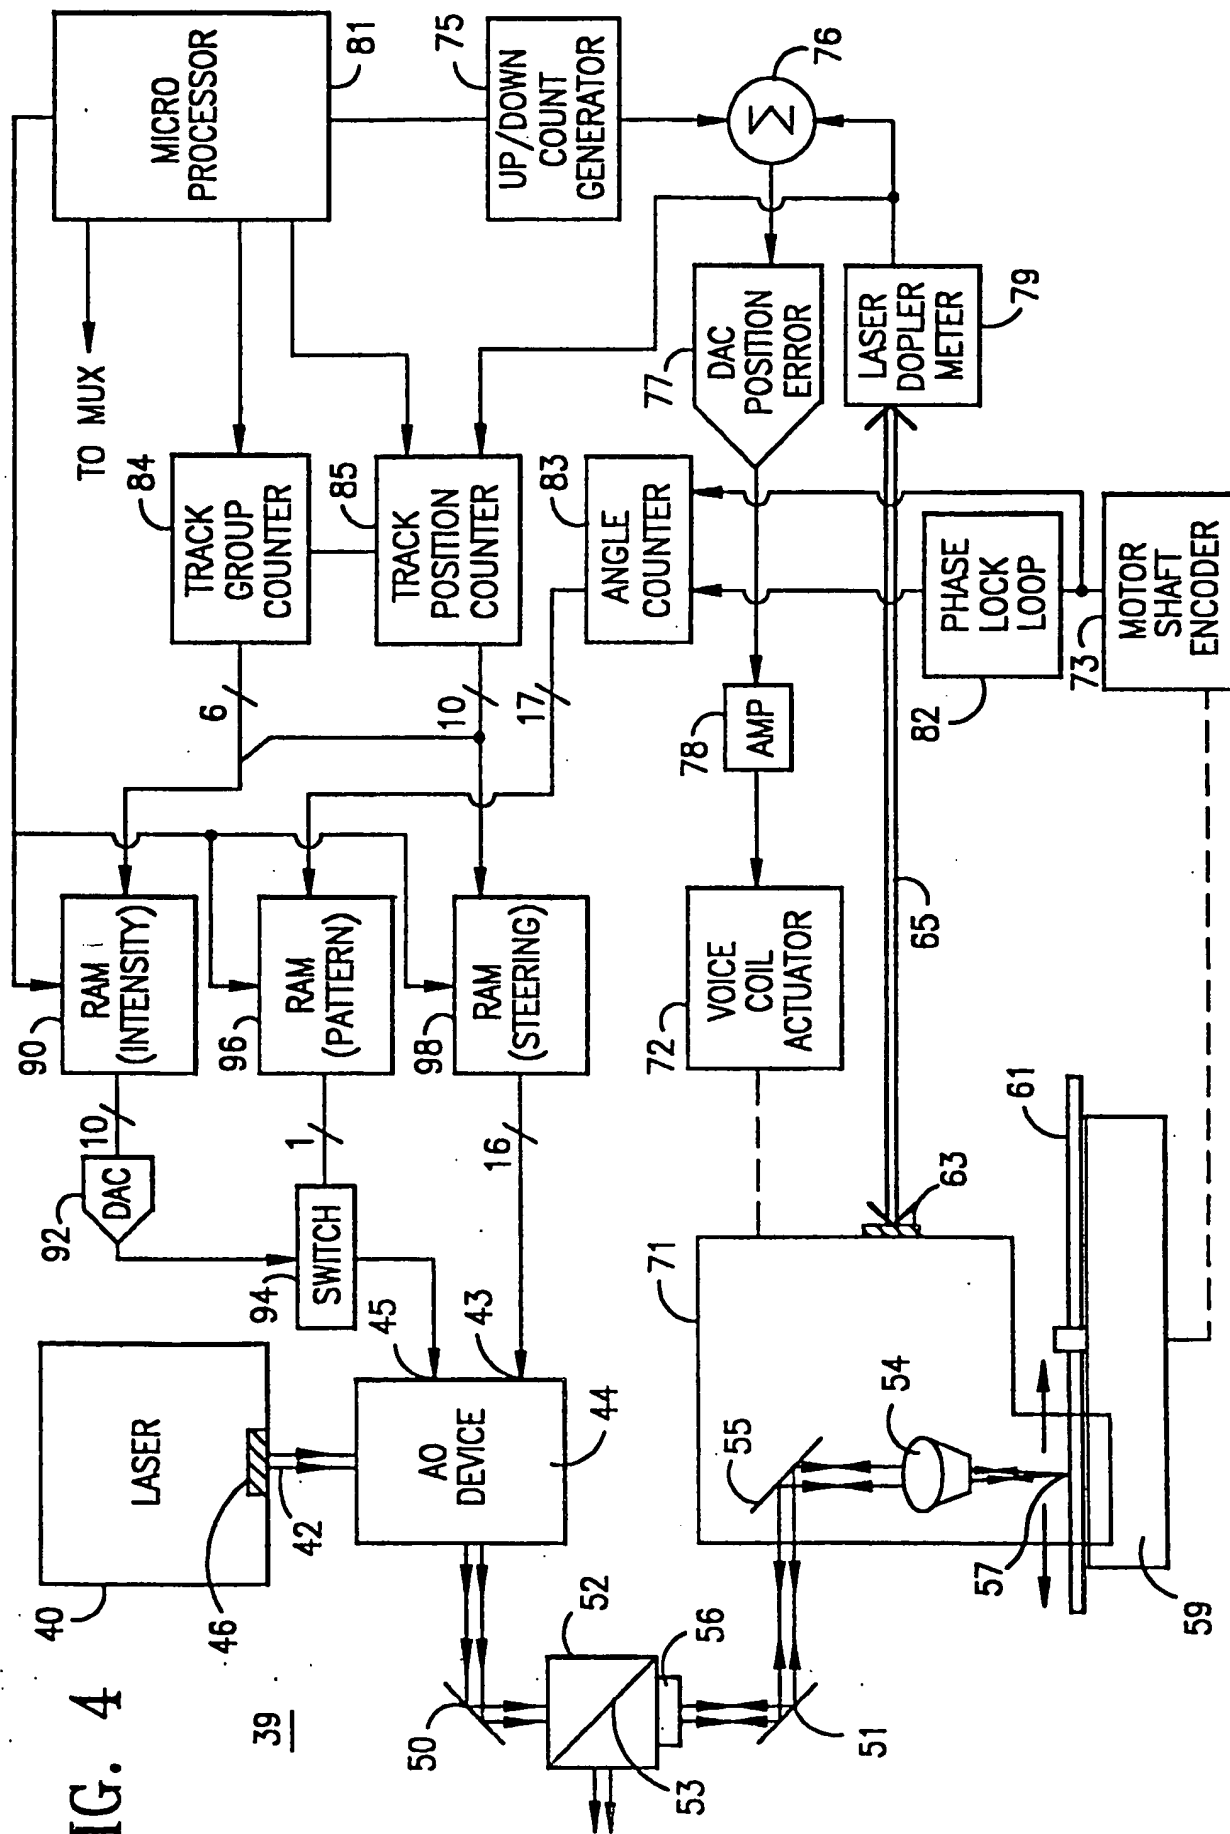 IG. 4
39
LASER
40
46
42
AO
DEVICE
44
45
43
50
52
53
56
51
MICRO
PROCESSOR
81
TO MUX
UP/DOWN
COUNT
GENERATOR
75
Σ
76
TRACK
GROUP
COUNTER
84
TRACK
POSITION
COUNTER
85
ANGLE
COUNTER
83
DAC
POSITION
ERROR
77
LASER
DOPLER
METER
79
6
10
17
RAM
(INTENSITY)
90
RAM
(PATTERN)
96
RAM
(STEERING)
98
10
1
16
DAC
92
SWITCH
94
AMP
78
VOICE
COIL
ACTUATOR
72
PHASE
LOCK
LOOP
82
MOTOR
SHAFT
ENCODER
73
65
63
71
61
54
55
57
59